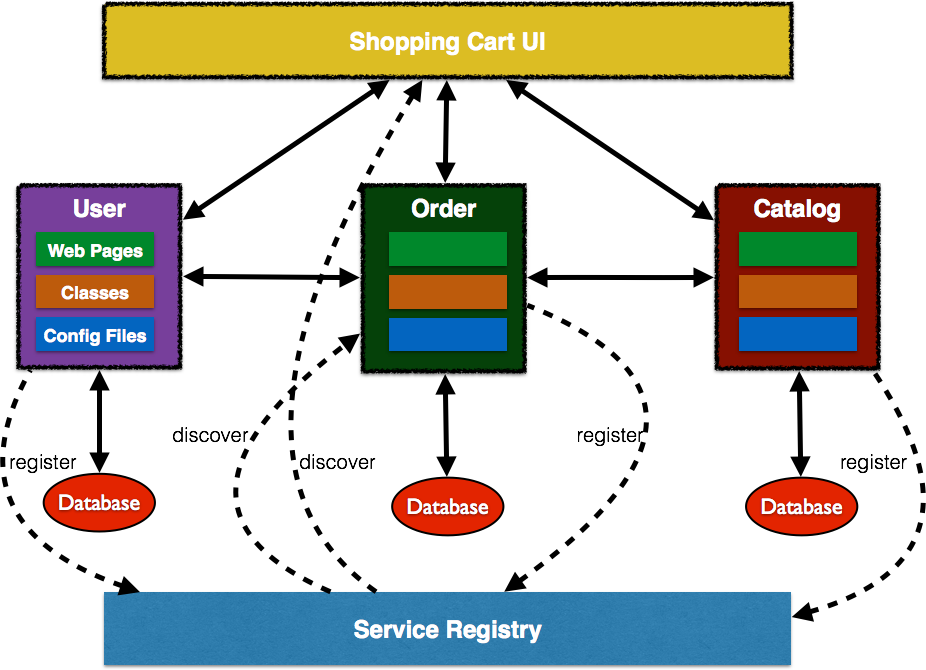 Shopping Cart UI
User
Order
Catalog
Web Pages
Classes
Config Files
discover
register
register
discover
register
Database
Database
Database
Service Registry